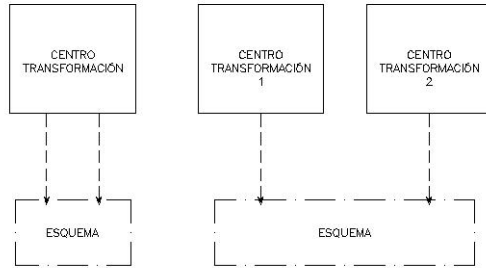 CENTRO
TRANSFORMACIÓN
CENTRO
TRANSFORMACIÓN
1
CENTRO
TRANSFORMACIÓN
2
ESQUEMA
ESQUEMA